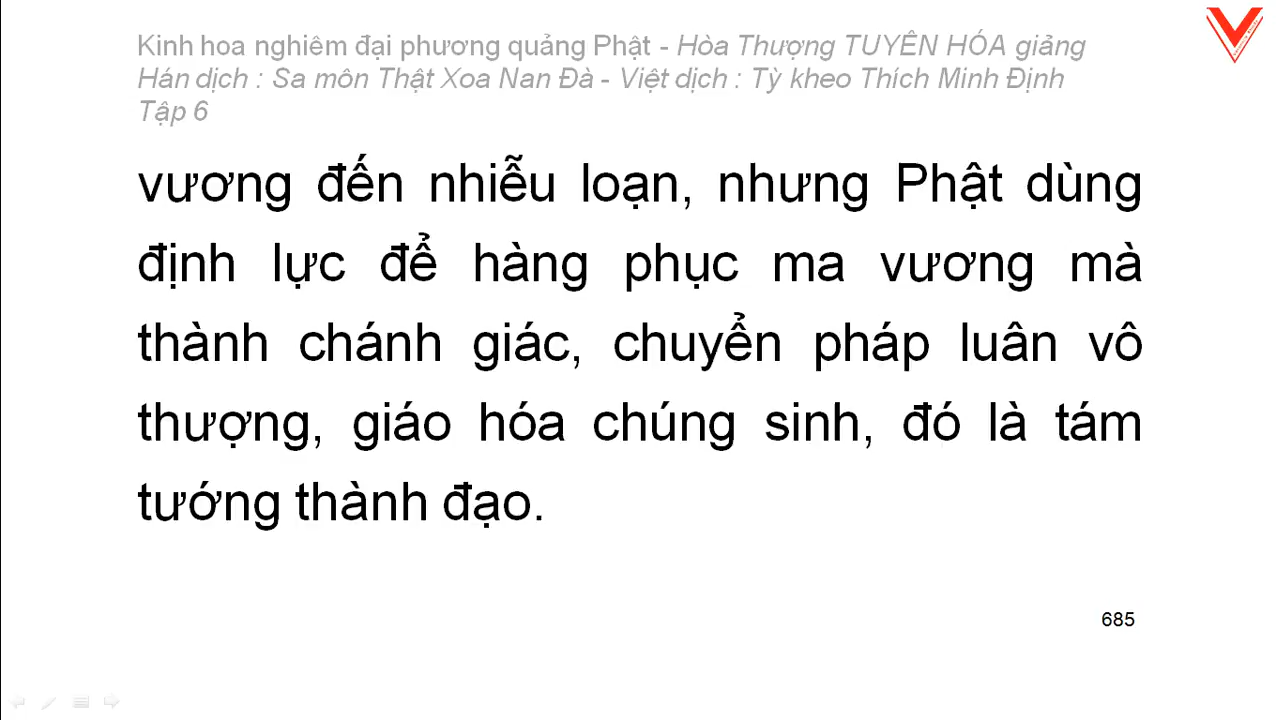 Kinh hoa nghiêm đại phương quảng Phật - Hòa Thượng TUYÊN HÓA giảng
Hán dịch : Sa môn Thật Xoa Nan Đà - Việt dịch : Tỳ kheo Thích Minh Định
Tập 6
vương đến nhiễu loạn, nhưng Phật dùng
định lực để hàng phục ma vương mà
thành chánh giác, chuyển pháp luân vô
thượng, giáo hóa chúng sinh, đó là tám
tướng thành đạo.
685